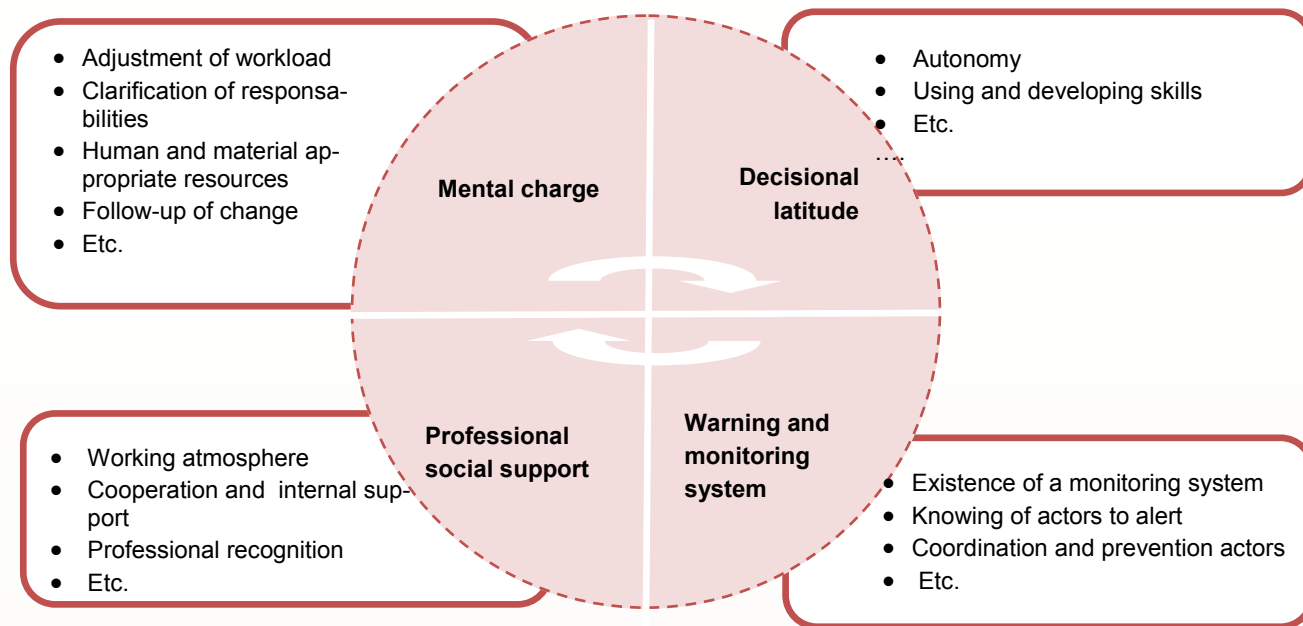 • Adjustment of workload
• Clarification of responsa-
bilities
• Human and material ap-
propriate resources
• Follow-up of change
• Etc.
• Autonomy
• Using and developing skills
• Etc.
….
Mental charge
Decisional
latitude
Professional
social support
Warning and
monitoring
system
• Working atmosphere
• Cooperation and  internal sup-
port
• Professional recognition
• Etc.
• Existence of a monitoring system
• Knowing of actors to alert
• Coordination and prevention actors
• Etc.